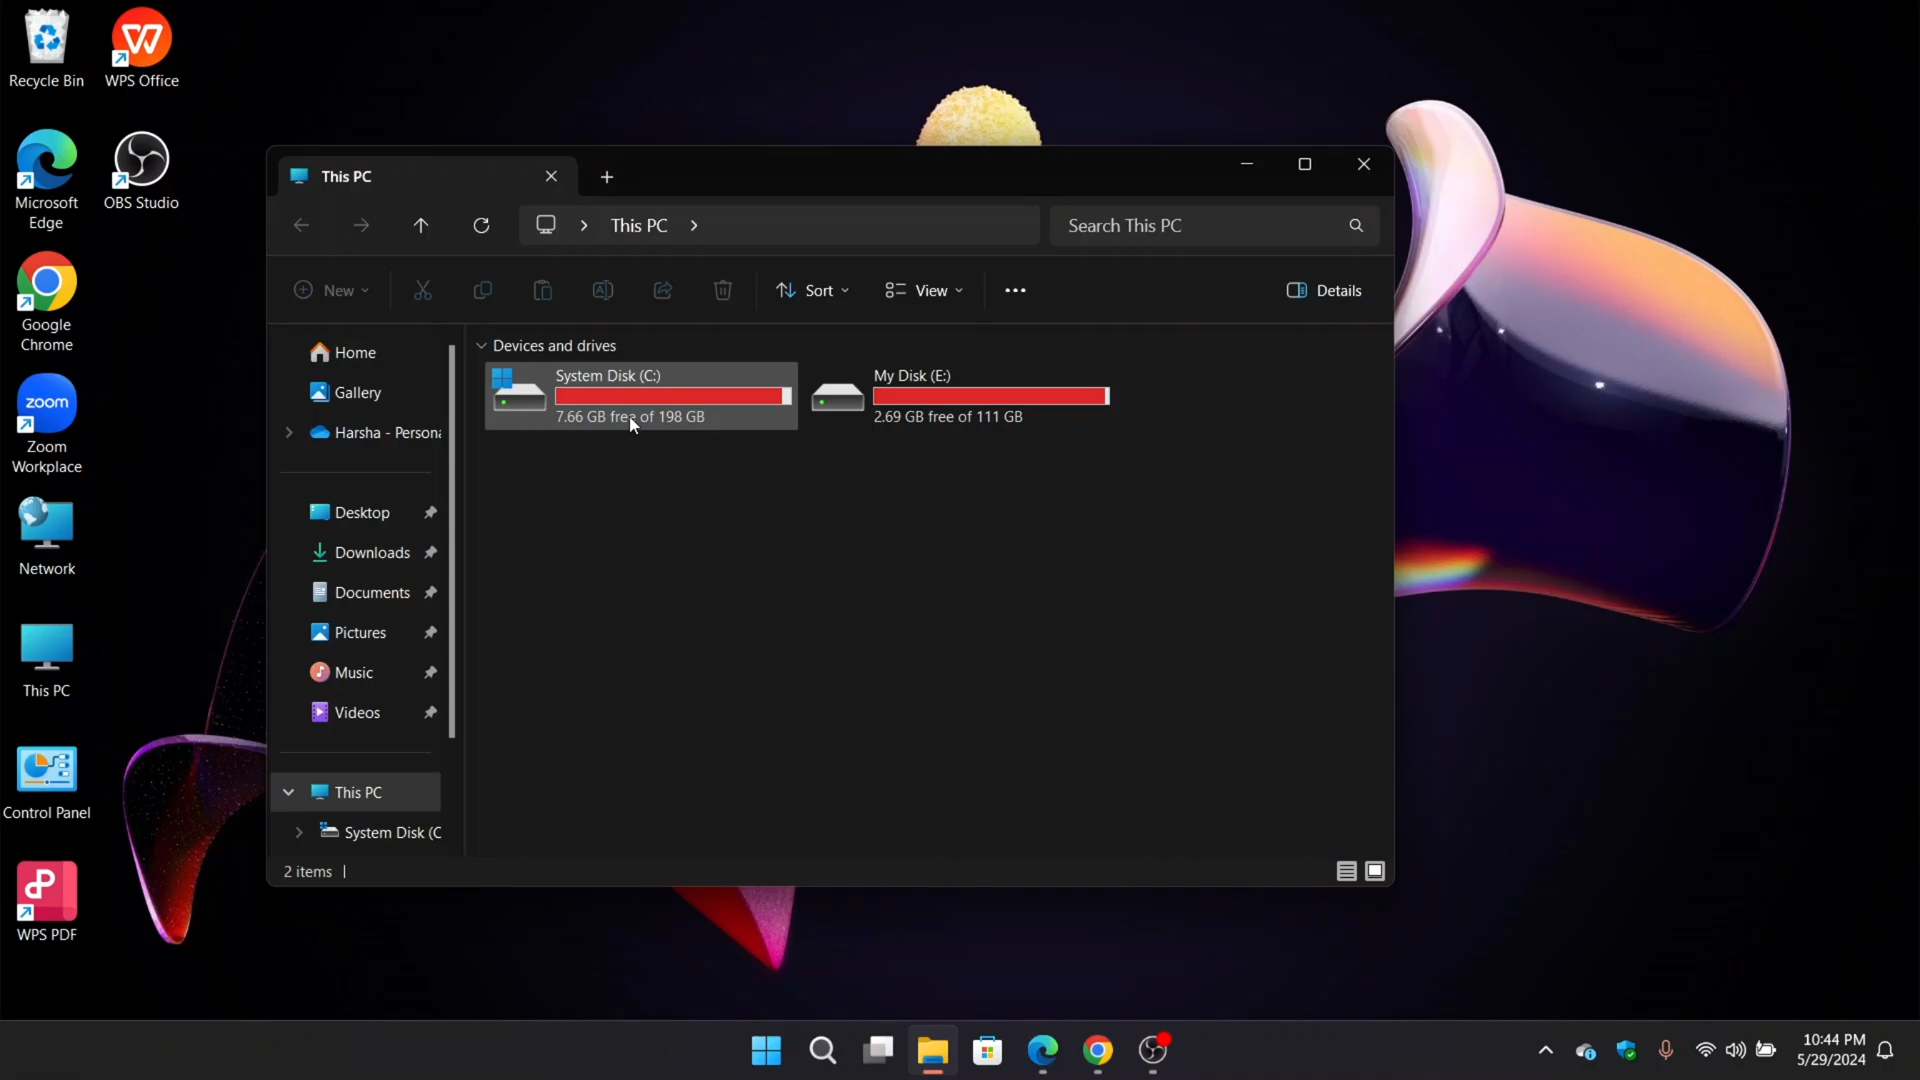 Recycle Bin
WPS Office
Microsoft
Edge
OBS Studio
Google
Chrome
zoom
Zoom
Workplace
Network
This PC
Control Panel
WPS PDF
This PC
This PC
Search This PC
New
Sort
View
Details
Home
Gallery
Harsha - Persona
Desktop
Downloads
Documents
Pictures
Music
Videos
This PC
System Disk (C
Devices and drives
System Disk (C:)
7.66 GB free of 198 GB
My Disk (E:)
2.69 GB free of 111 GB
2 items
10:44 PM
5/29/2024